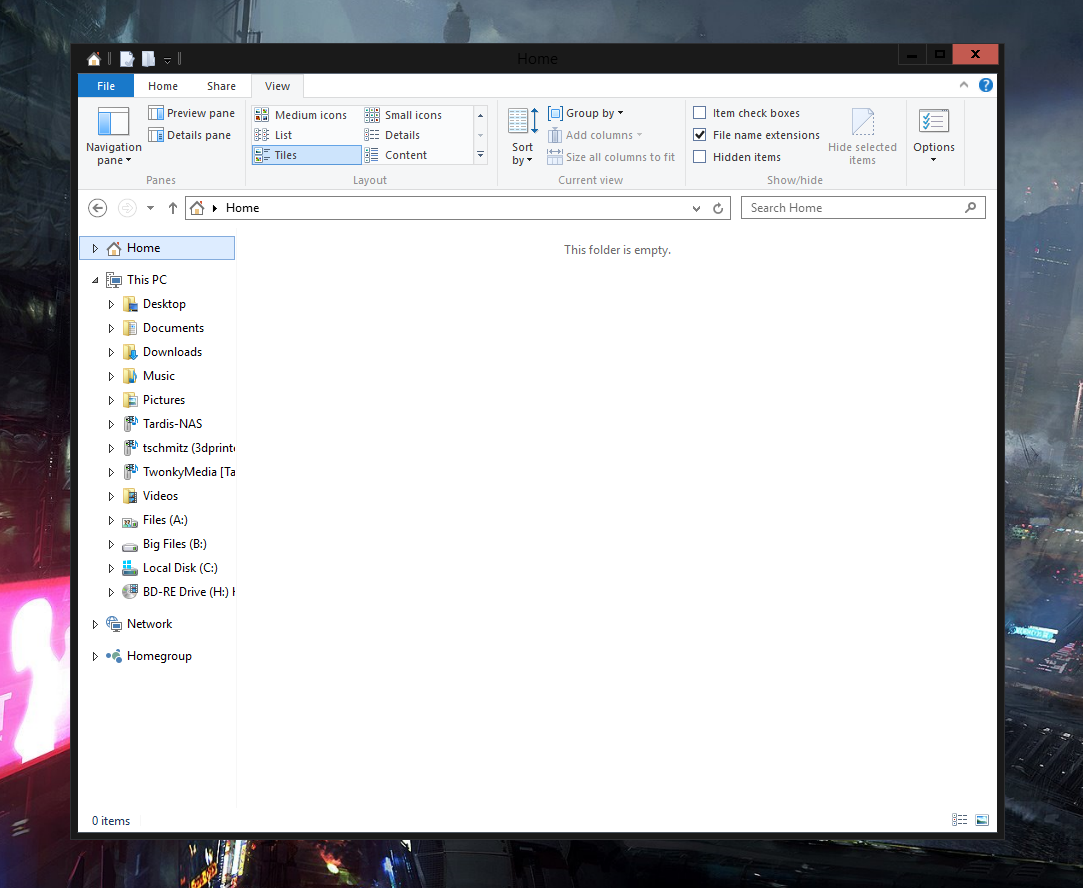 Home
File
Home
Share
View
Navigation
pane
Preview pane
Details pane
Panes
Medium icons
Small icons
List
Details
Tiles
Content
Layout
Sort
by
Group by
Add columns
Size all columns to fit
Current view
Item check boxes
File name extensions
Hidden items
Hide selected
items
Show/hide
Options
Home
Search Home
Home
This PC
Desktop
Documents
Downloads
Music
Pictures
Tardis-NAS
tschmitz (3dprint
TwonkyMedia [Ta
Videos
Files (A:)
Big Files (B:)
Local Disk (C:)
BD-RE Drive (H:)
Network
Homegroup
This folder is empty.
0 items